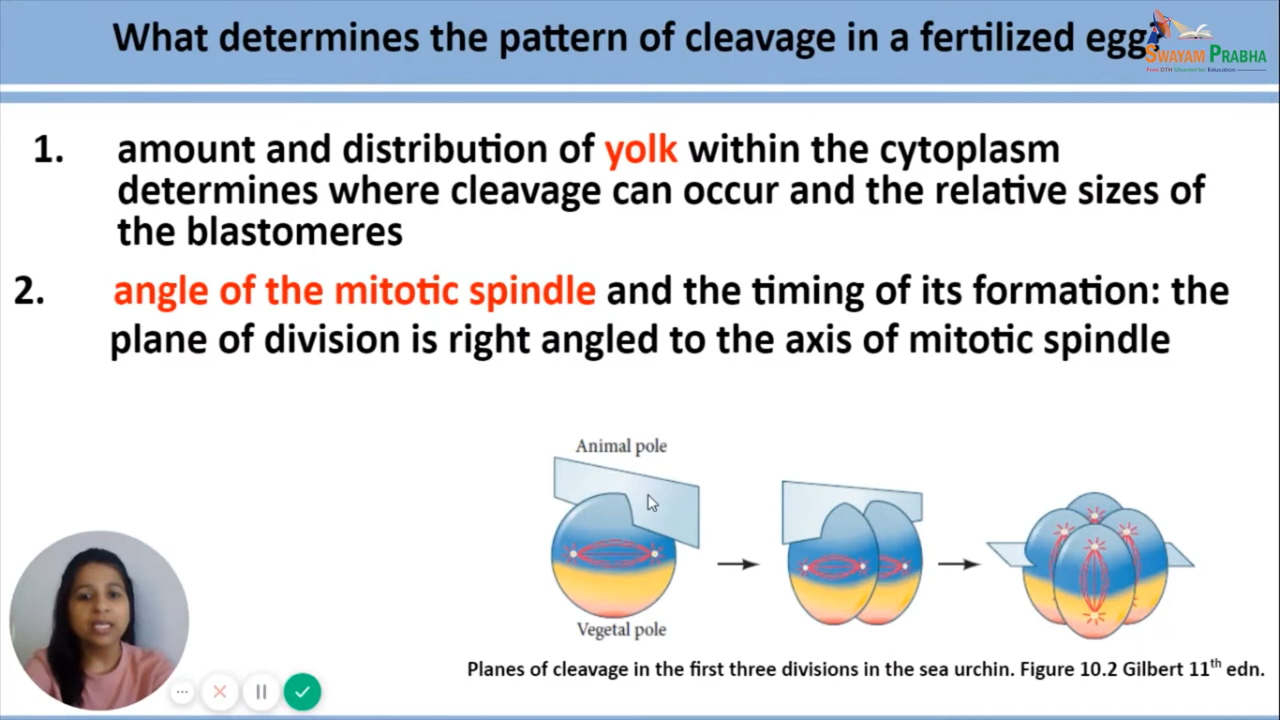 What determines the pattern of cleavage in a fertilized egg?
SWAYAM PRABHA
Free DTH Channel for Education
1. amount and distribution of yolk within the cytoplasm
determines where cleavage can occur and the relative sizes of
the blastomeres
2. angle of the mitotic spindle and the timing of its formation: the
plane of division is right angled to the axis of mitotic spindle
Animal pole
Vegetal pole
Planes of cleavage in the first three divisions in the sea urchin. Figure 10.2 Gilbert 11th edn.